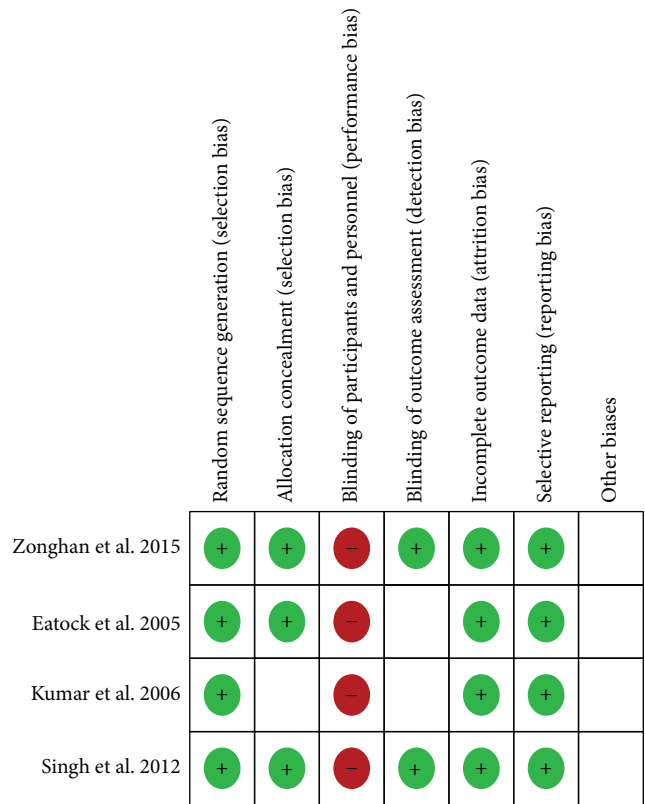 Random sequence generation (selection bias)
Allocation concealment (selection bias)
Blinding of participants and personnel (performance bias)
Blinding of outcome assessment (detection bias)
Incomplete outcome data (attrition bias)
Selective reporting (reporting bias)
Other biases
Zonghan et al. 2015 + + − + + +
Eatock et al. 2005 + + − + +
Kumar et al. 2006 + − + +
Singh et al. 2012 + + − + + +